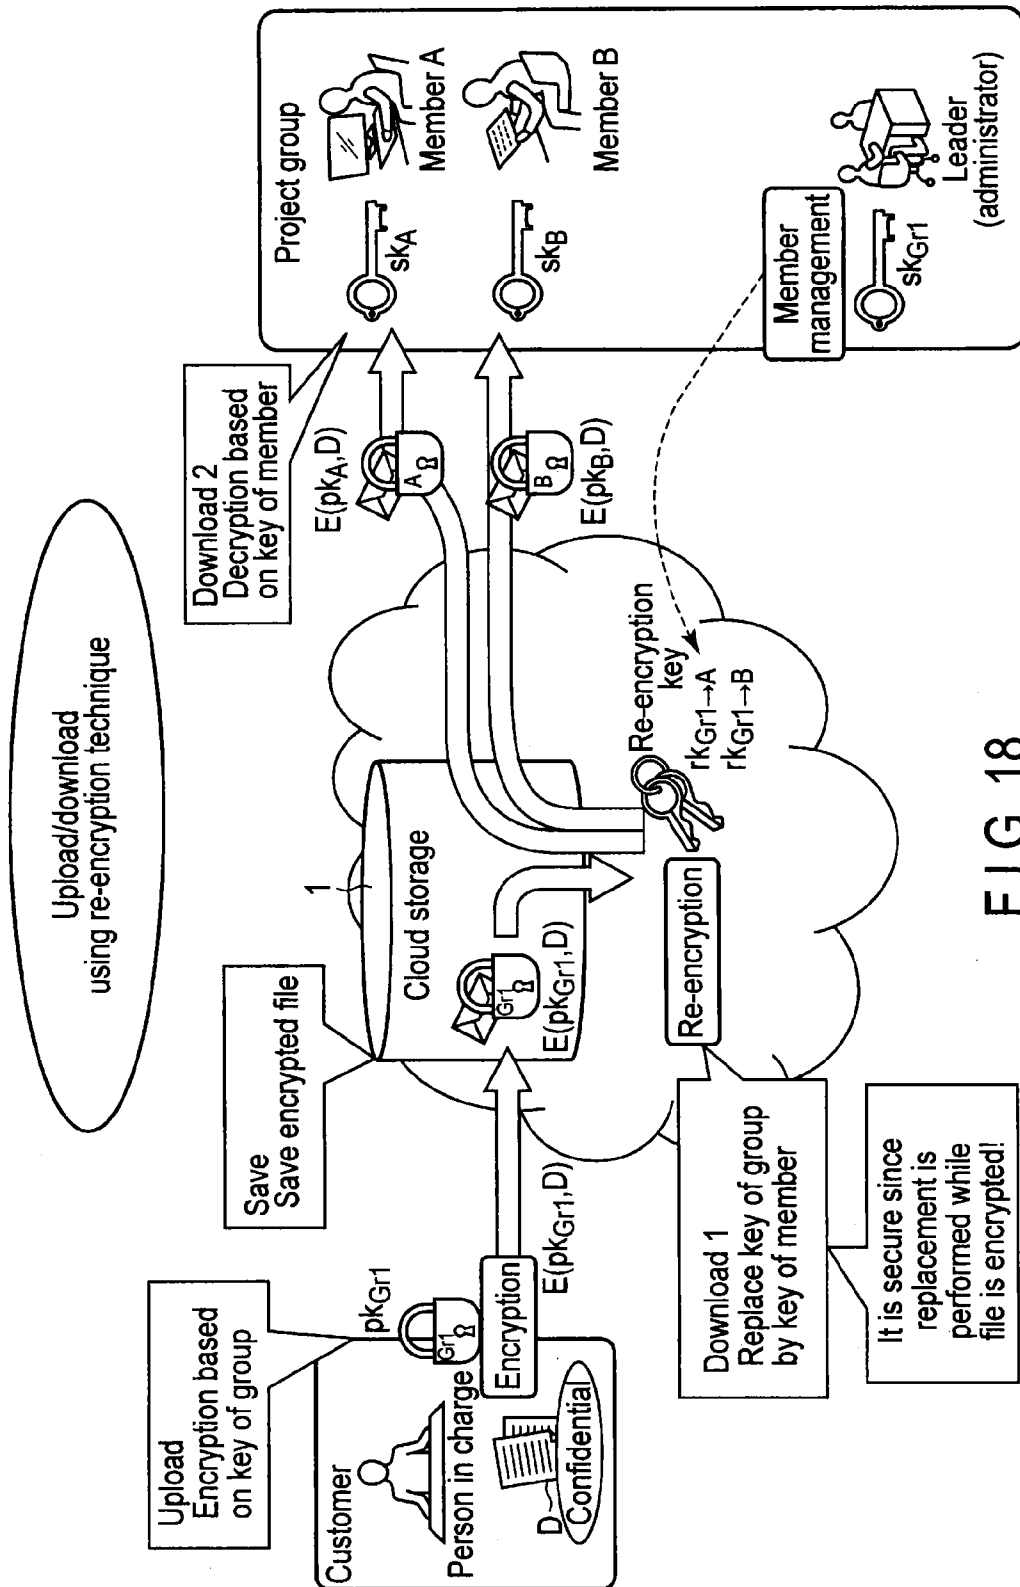 Upload/download
using re-encryption technique
Upload
Encryption based
on key of group
Save
Save encrypted file
Download 2
Decryption based
on key of member
Customer
Person in charge
pkGr1
Gr1
Encryption
D
Confidential
E(pkGr1,D)
1
Cloud storage
Gr1
E(pkGr1,D)
Re-encryption
Re-encryption
key
rkGr1→A
rkGr1→B
E(pkA,D)
A
B
E(pkB,D)
Project group
skA
Member A
skB
Member B
Member
management
skGr1
Leader
(administrator)
Download 1
Replace key of group
by key of member
It is secure since
replacement is
performed while
file is encrypted!
FIG. 18